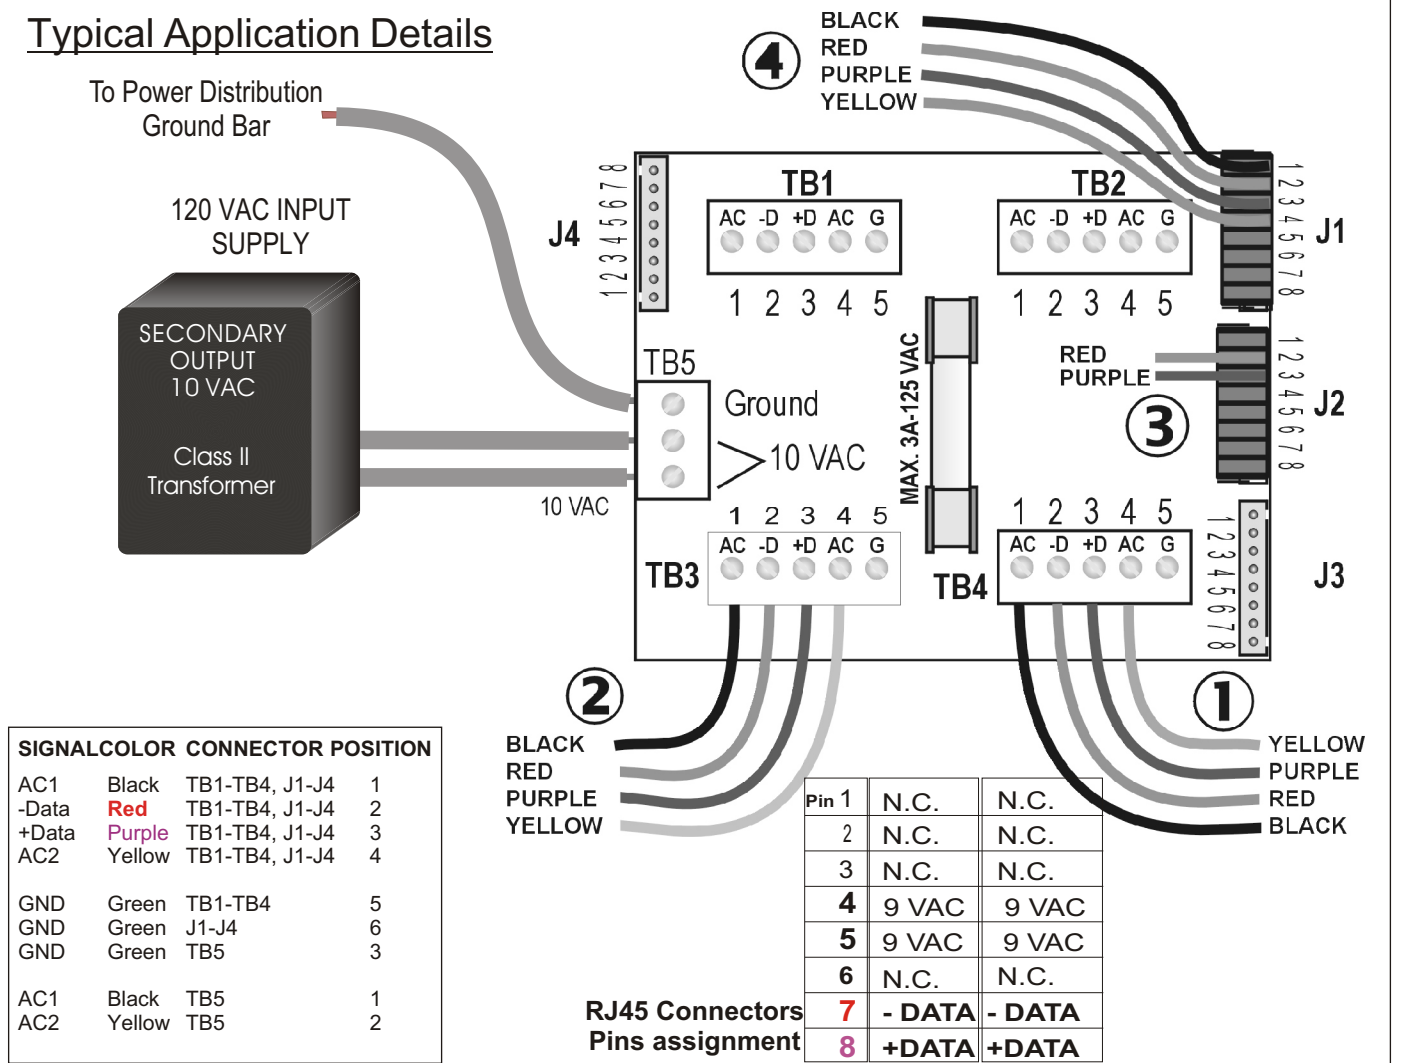 Typical Application Details
To Power Distribution
Ground Bar
120 VAC INPUT
SUPPLY
SECONDARY
OUTPUT
10 VAC
Class II
Transformer
10 VAC
4
BLACK
RED
PURPLE
YELLOW
J4
8
7
6
5
4
3
2
1
TB1
AC -D +D AC G
1 2 3 4 5
TB2
AC -D +D AC G
1 2 3 4 5
J1
1
2
3
4
5
6
7
8
TB5
Ground
10 VAC
MAX. 3A-125 VAC
RED
PURPLE
3
J2
1
2
3
4
5
6
7
8
1 2 3 4 5
AC -D +D AC G
TB3
1 2 3 4 5
AC -D +D AC G
TB4
J3
1
2
3
4
5
6
7
8
2
BLACK
RED
PURPLE
YELLOW
1
YELLOW
PURPLE
RED
BLACK
SIGNALCOLOR CONNECTOR POSITION
AC1 Black TB1-TB4, J1-J4 1
-Data Red TB1-TB4, J1-J4 2
+Data Purple TB1-TB4, J1-J4 3
AC2 Yellow TB1-TB4, J1-J4 4
GND Green TB1-TB4 5
GND Green J1-J4 6
GND Green TB5 3
AC1 Black TB5 1
AC2 Yellow TB5 2
RJ45 Connectors
Pins assignment
Pin 1 N.C. N.C.
2 N.C. N.C.
3 N.C. N.C.
4 9 VAC 9 VAC
5 9 VAC 9 VAC
6 N.C. N.C.
7 - DATA - DATA
8 +DATA +DATA